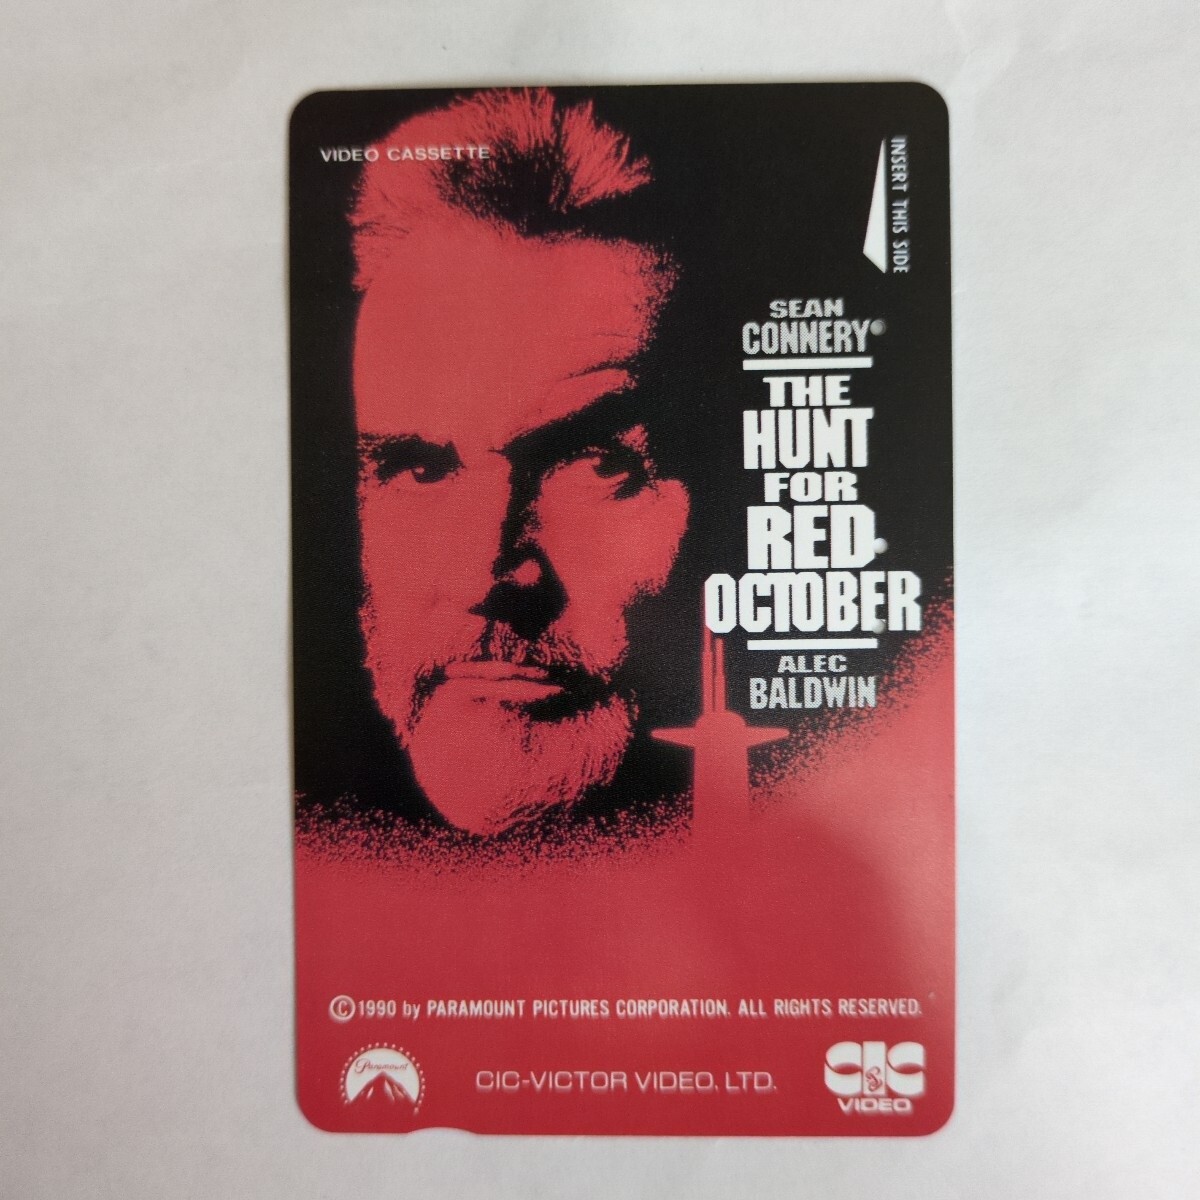 VIDEO CASSETTE
INSERT THIS SIDE
SEAN
CONNERY®
THE
HUNT
FOR
RED
OCTOBER
ALEC
BALDWIN
©1990 by PARAMOUNT PICTURES CORPORATION. ALL RIGHTS RESERVED.
Paramount
CIC-VICTOR VIDEO, LTD.
CIC
VIDEO